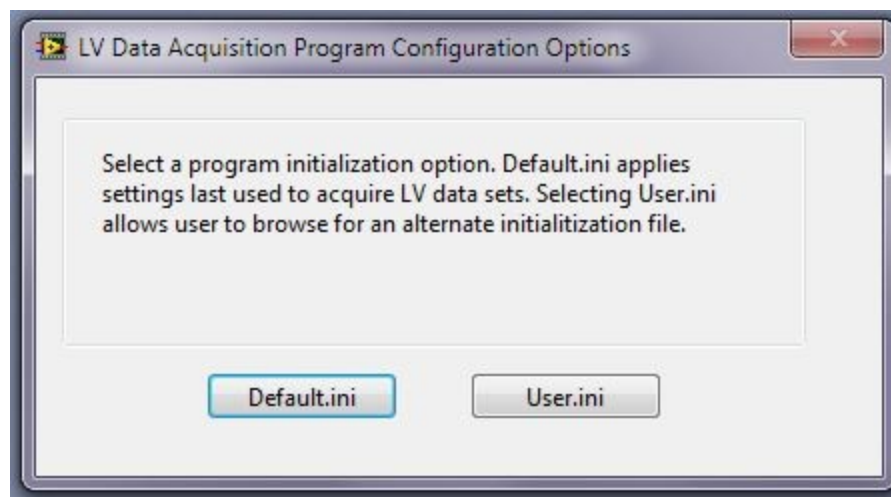 LV Data Acquisition Program Configuration Options
Select a program initialization option. Default.ini applies
settings last used to acquire LV data sets. Selecting User.ini
allows user to browse for an alternate initialitization file.
Default.ini
User.ini